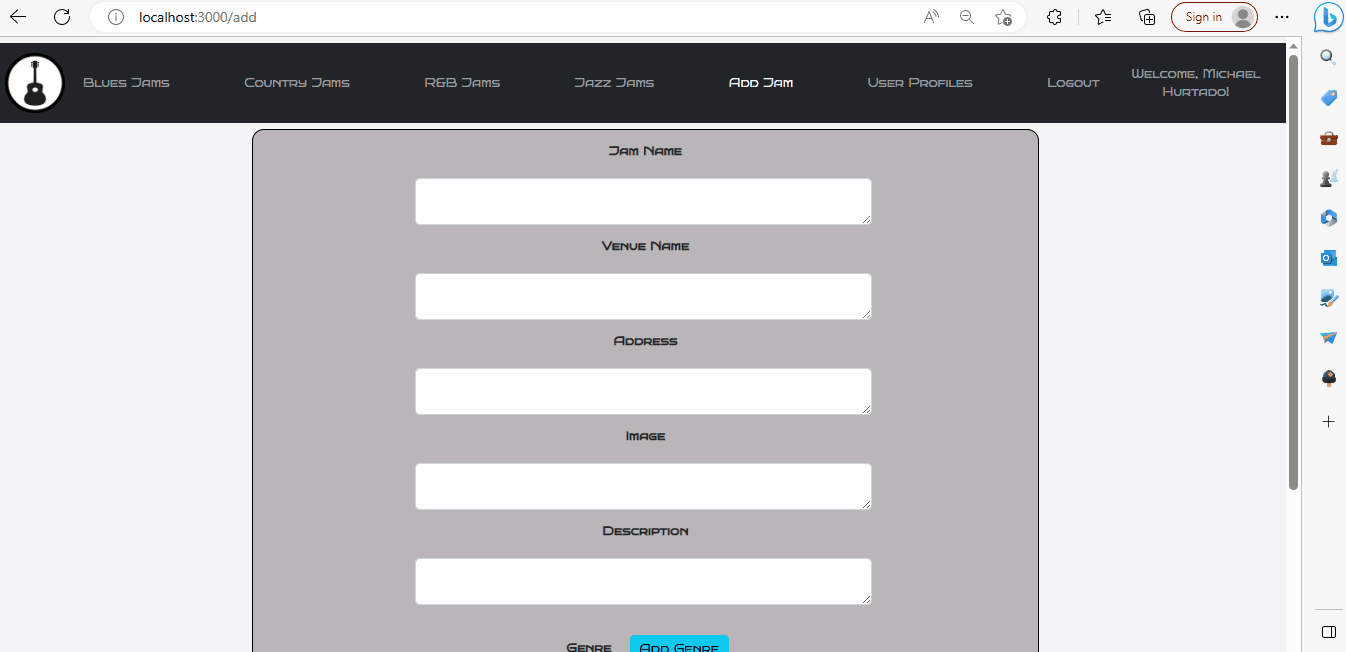 localhost:3000/add
Sign in
Blues Jams Country Jams R&B Jams Jazz Jams Add Jam User Profiles Logout Welcome, Michael
Hurtado!
Jam Name
Venue Name
Address
Image
Description
Genre Add Genre